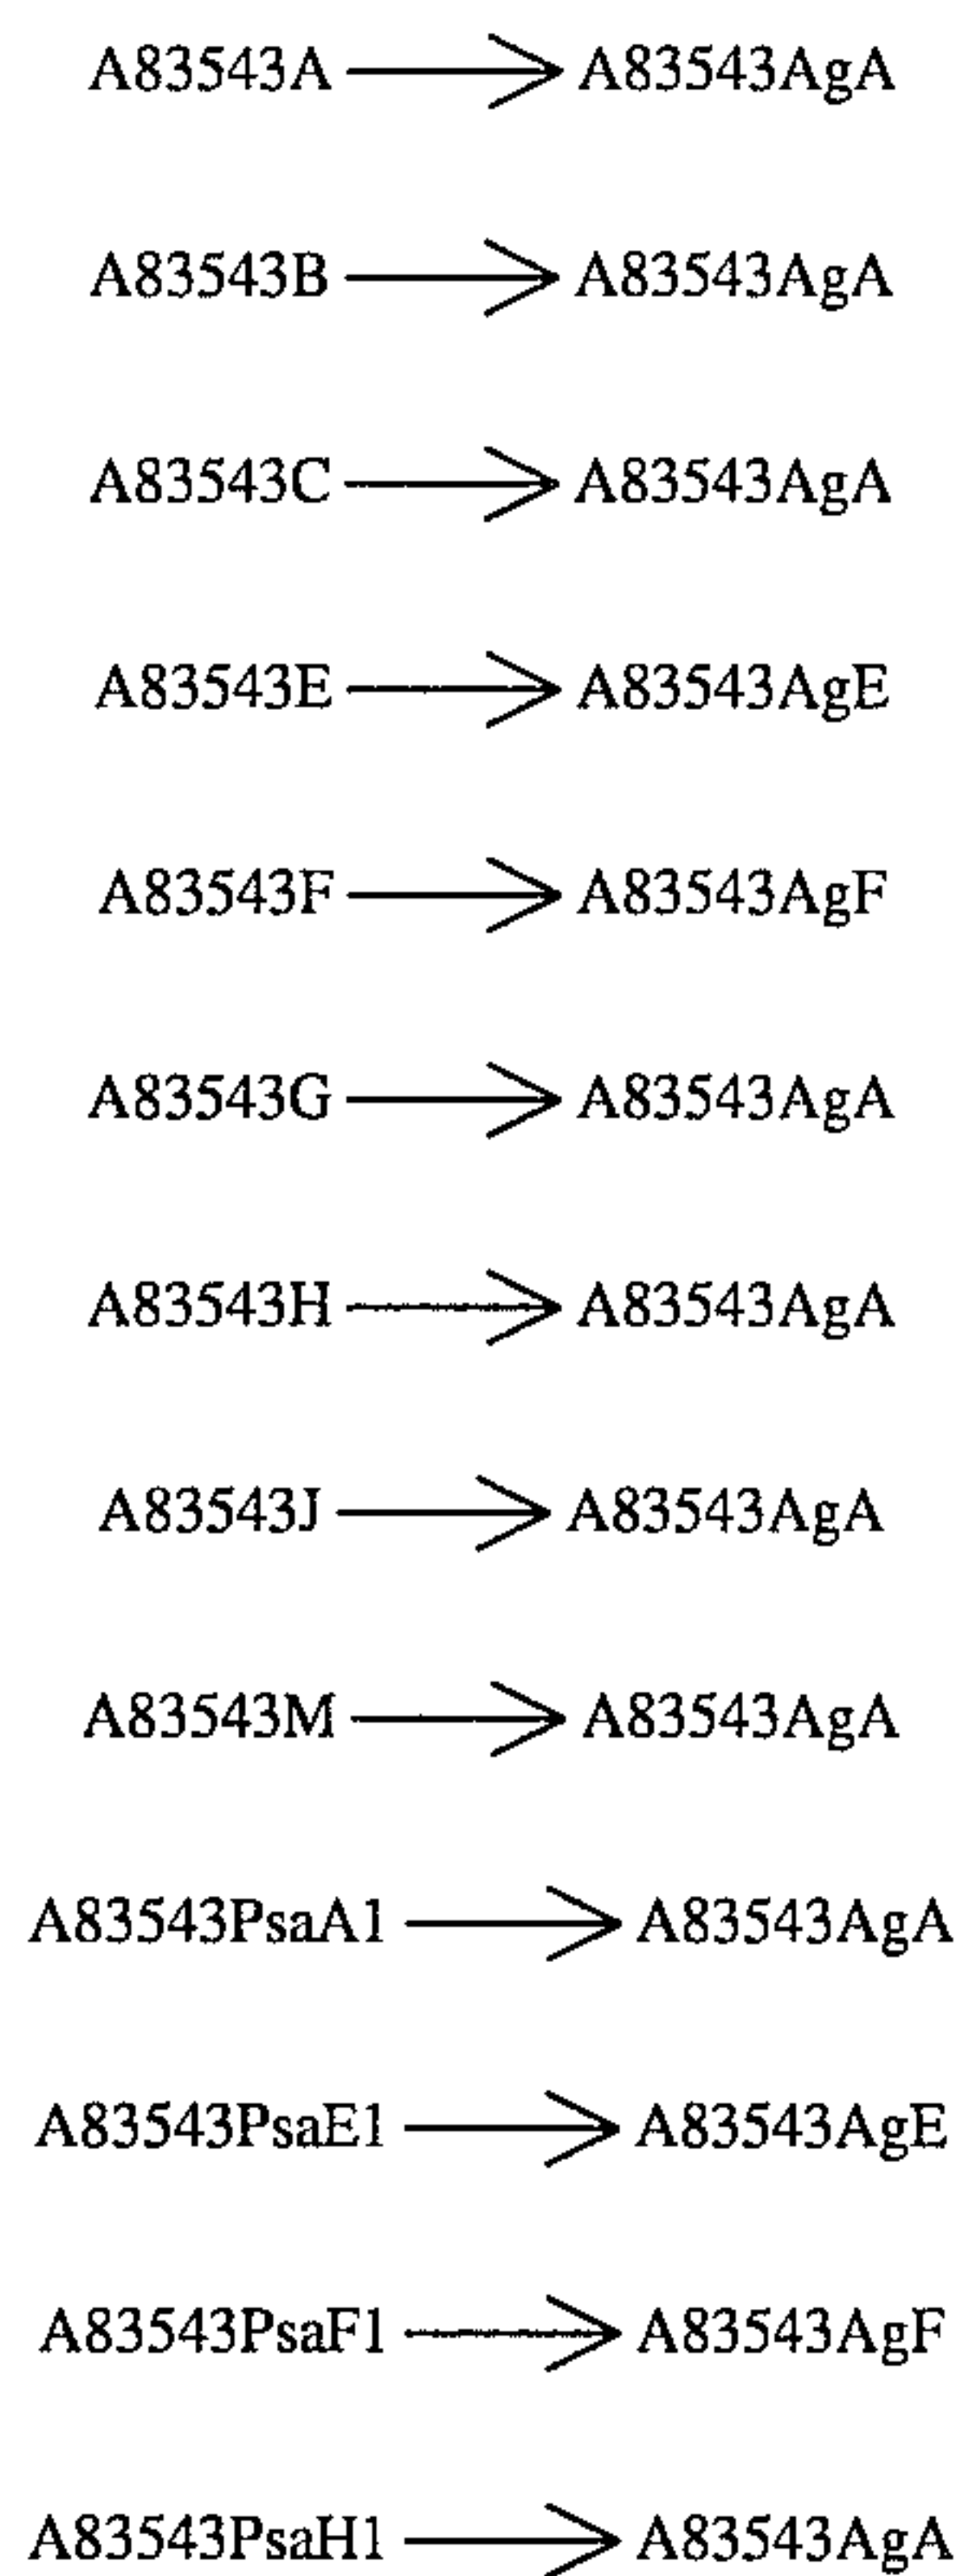 A83543A ⟶ A83543AgA
A83543B ⟶ A83543AgA
A83543C ⟶ A83543AgA
A83543E ⟶ A83543AgE
A83543F ⟶ A83543AgF
A83543G ⟶ A83543AgA
A83543H ⟶ A83543AgA
A83543J ⟶ A83543AgA
A83543M ⟶ A83543AgA
A83543PsaA1 ⟶ A83543AgA
A83543PsaE1 ⟶ A83543AgE
A83543PsaF1 ⟶ A83543AgF
A83543PsaH1 ⟶ A83543AgA